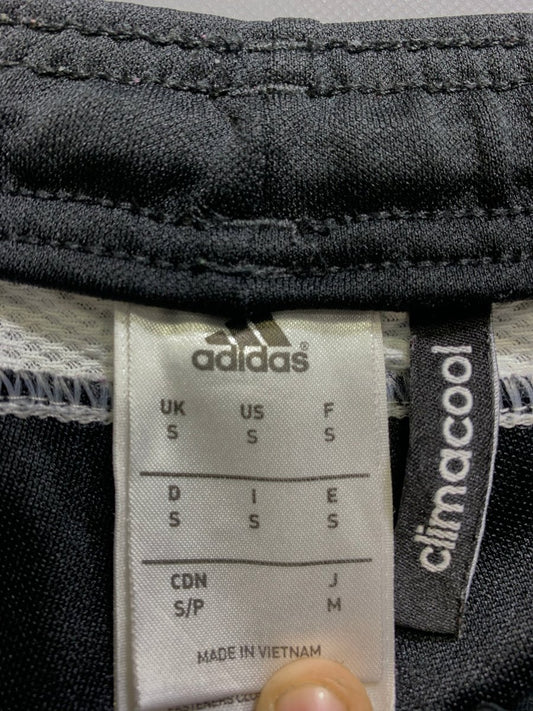 adidas®
UK US F
S S S
D I E
S S S
CDN J
S/P M
MADE IN VIETNAM
climacool